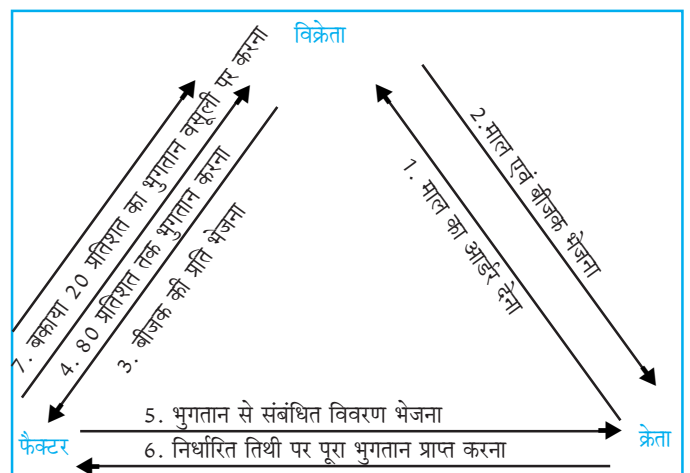 विक्रेता
7. बकाया 20 प्रतिशत का भुगतान वसूली पर करना
4. 80 प्रतिशत तक भुगतान करना
3. बीजक की प्रति भेजना
1. माल का आर्डर देना
2.माल एवं बीजक भेजना
5. भुगतान से संबंधित विवरण भेजना
फैक्टर
क्रेता
6. निर्धारित तिथी पर पूरा भुगतान प्राप्त करना